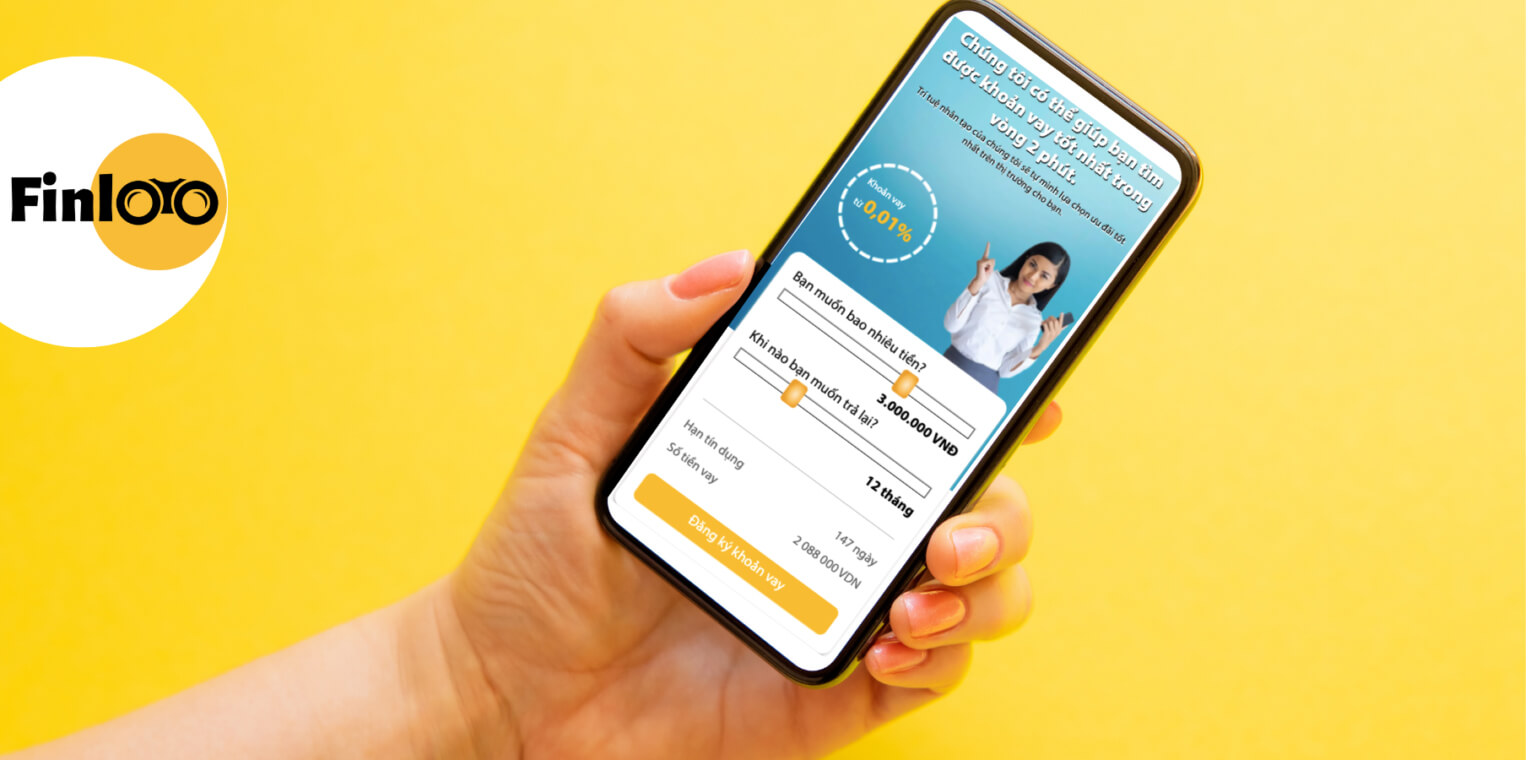 Finloo
Chúng tôi có thể giúp bạn tìm
được khoản vay tốt nhất trong
vòng 2 phút.
Trí tuệ nhân tạo của chúng tôi sẽ tự mình lựa chọn ưu đãi tốt
nhất trên thị trường cho bạn.
Khoản vay
từ 0,01%
Bạn muốn bao nhiêu tiền?
3.000.000 VNĐ
Khi nào bạn muốn trả lại?
12 tháng
Hạn tín dụng
147 ngày
Số tiền vay
2 088 000 VDN
Đăng ký khoản vay